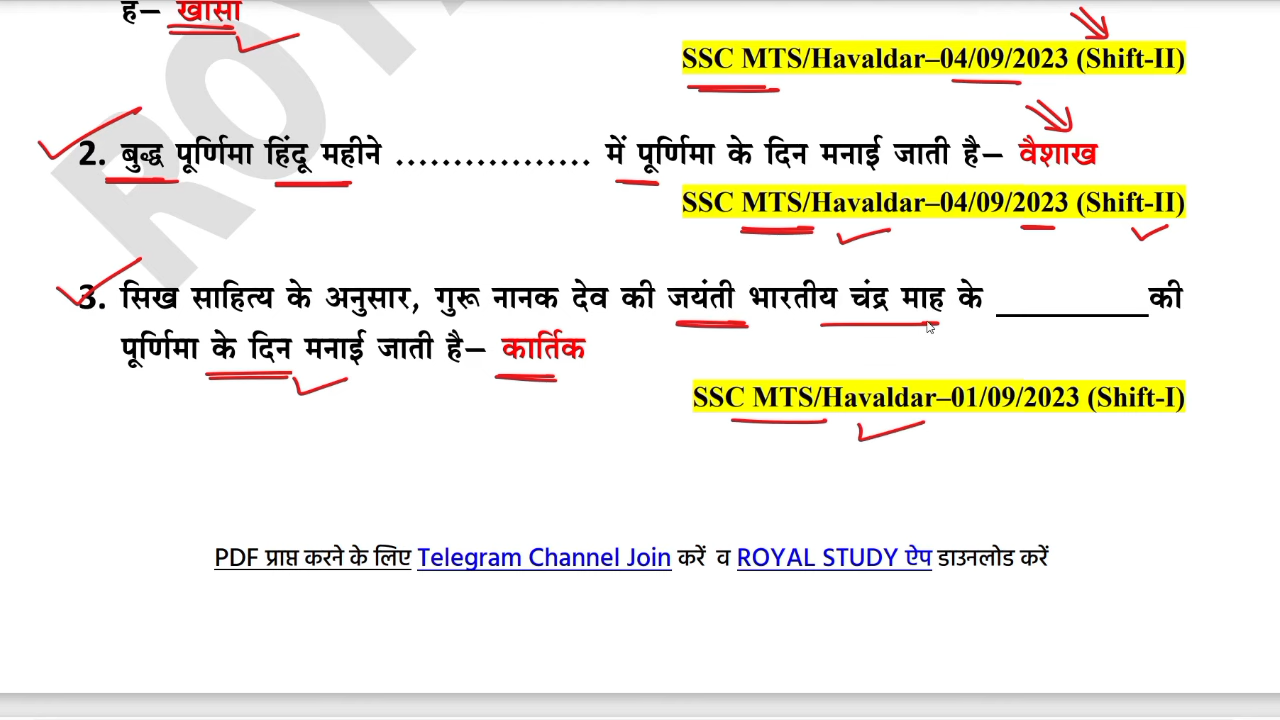 है– खासा
SSC MTS/Havaldar–04/09/2023 (Shift-II)
2. बुद्ध पूर्णिमा हिंदू महीने ................. में पूर्णिमा के दिन मनाई जाती है– वैशाख
SSC MTS/Havaldar–04/09/2023 (Shift-II)
3. सिख साहित्य के अनुसार, गुरू नानक देव की जयंती भारतीय चंद्र माह के ___________की
पूर्णिमा के दिन मनाई जाती है– कार्तिक
SSC MTS/Havaldar–01/09/2023 (Shift-I)
PDF प्राप्त करने के लिए Telegram Channel Join करें व ROYAL STUDY ऐप डाउनलोड करें